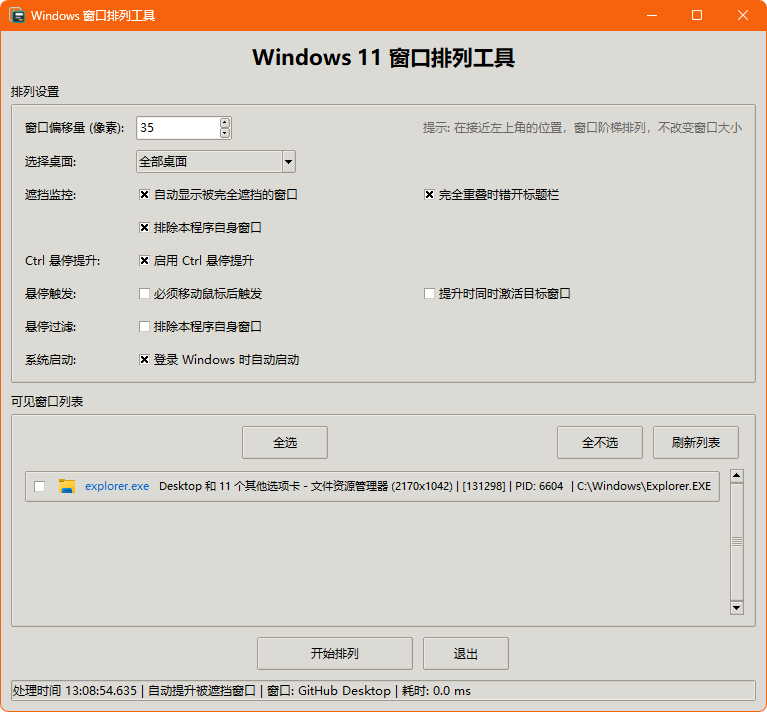 Windows 窗口排列工具
Windows 11 窗口排列工具
排列设置
窗口偏移量 (像素): 35 提示: 在接近左上角的位置，窗口阶梯排列，不改变窗口大小
选择桌面: 全部桌面
遮挡监控: 自动显示被完全遮挡的窗口 完全重叠时错开标题栏
排除本程序自身窗口
Ctrl 悬停提升: 启用 Ctrl 悬停提升
悬停触发: 必须移动鼠标后触发 提升时同时激活目标窗口
悬停过滤: 排除本程序自身窗口
系统启动: 登录 Windows 时自动启动
可见窗口列表
全选 全不选 刷新列表
explorer.exe Desktop 和 11 个其他选项卡 - 文件资源管理器 (2170x1042) | [131298] | PID: 6604 | C:\Windows\Explorer.EXE
开始排列 退出
处理时间 13:08:54.635 | 自动提升被遮挡窗口 | 窗口: GitHub Desktop | 耗时: 0.0 ms